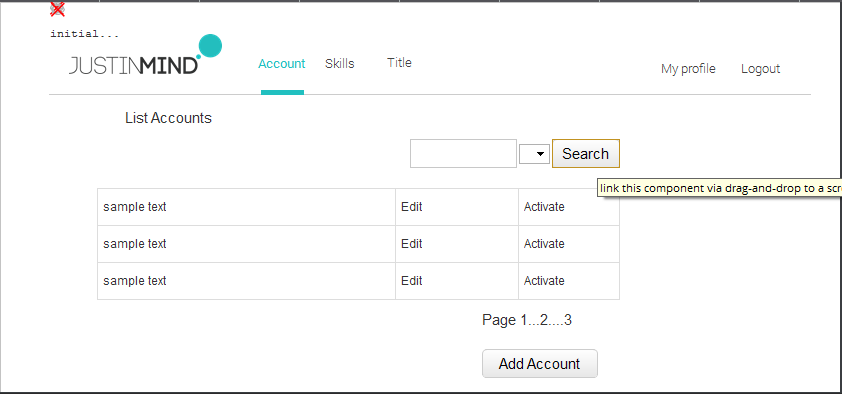 initial...
JUSTINMIND
Account Skills Title
My profile Logout
List Accounts
Search
link this component via drag-and-drop to a scr
sample text Edit Activate
sample text Edit Activate
sample text Edit Activate
Page 1...2....3
Add Account